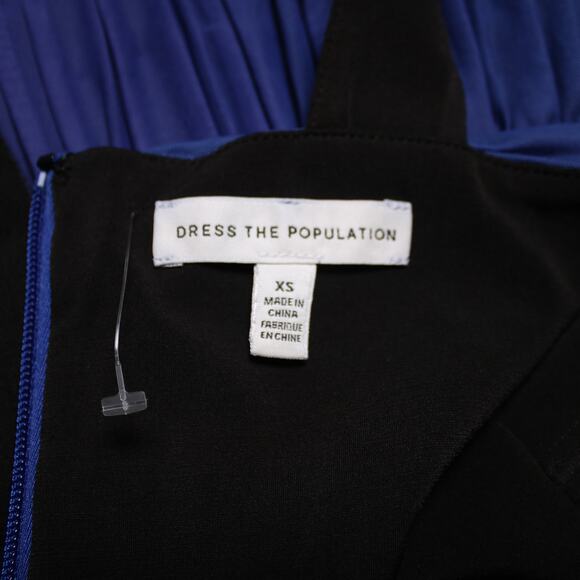 DRESS THE POPULATION
XS
MADE IN
CHINA
FABRIQUE
EN CHINE